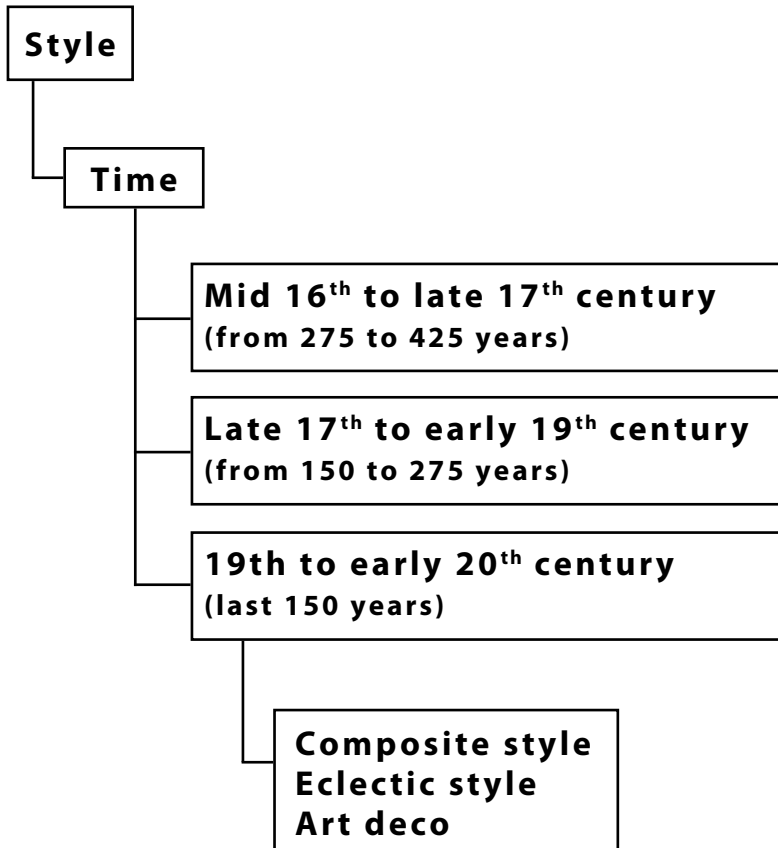 Style
Time
Mid 16th to late 17th century
(from 275 to 425 years)
Late 17th to early 19th century
(from 150 to 275 years)
19th to early 20th century
(last 150 years)
Composite style
Eclectic style
Art deco